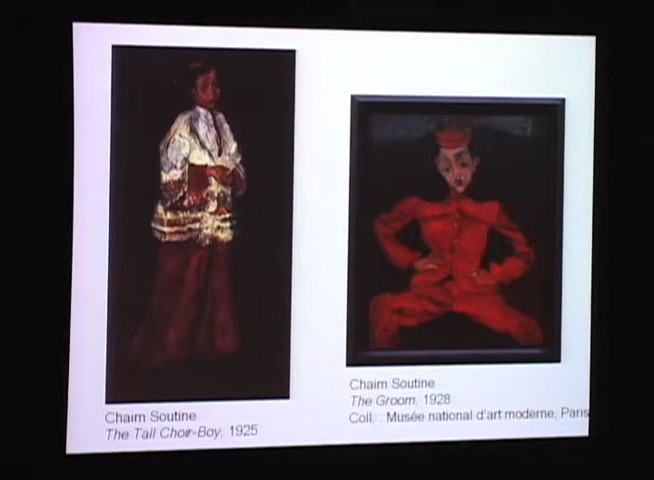 Chaim Soutine
The Tall Choir-Boy, 1925
Chaim Soutine
The Groom, 1928
Coll. : Musée national d'art moderne, Paris